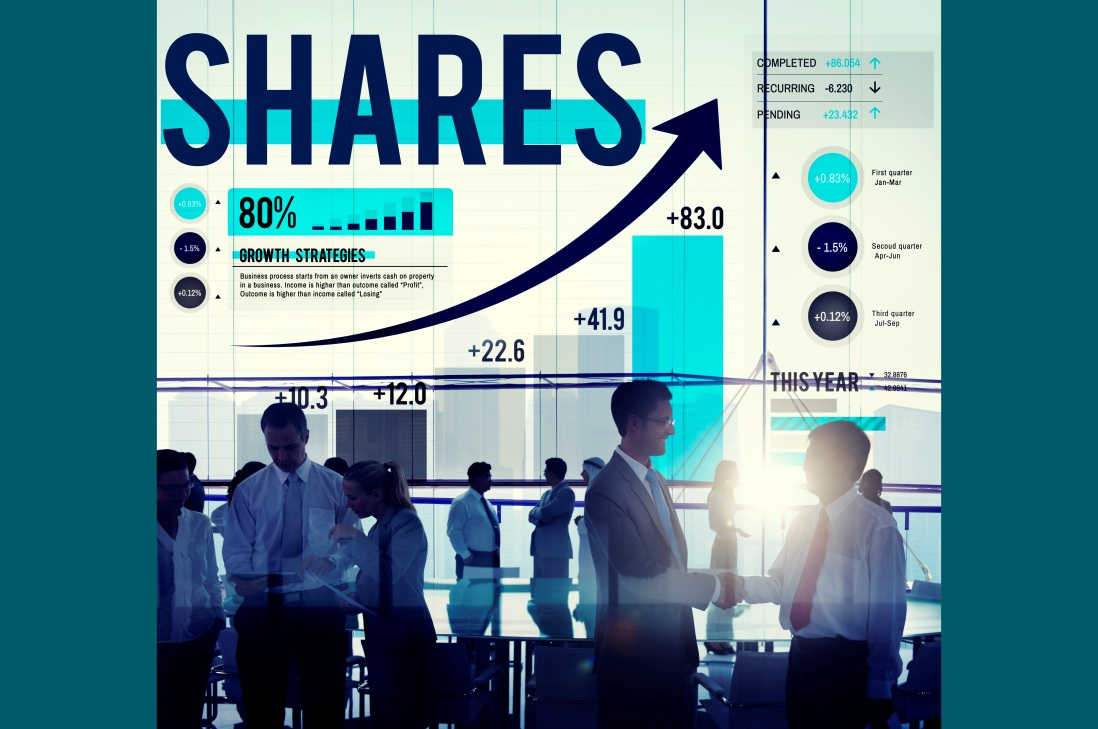 SHARES
COMPLETED +86.054
RECURRING -6.230
PENDING +23.432
+0.83%
80%
- 1.5%
GROWTH STRATEGIES
+0.12%
Business process starts from an owner inverts cash on property
in a business. Income is higher than outcome called "Profit",
Outcome is higher than income called "Losing"
+10.3
+12.0
+22.6
+41.9
+83.0
+0.83%
First quarter
Jan-Mar
- 1.5%
Secoud quarter
Apr-Jun
+0.12%
Third quarter
Jul-Sep
THIS YEAR
32.8876